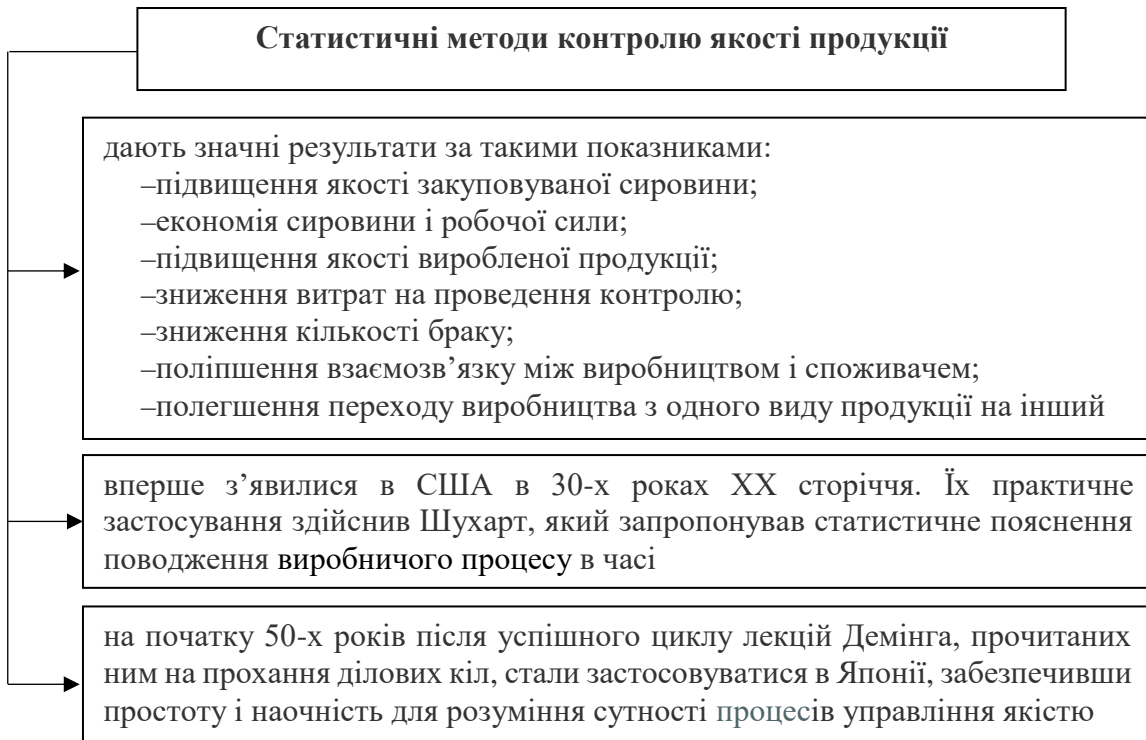 Статистичні методи контролю якості продукції
дають значні результати за такими показниками:
–підвищення якості закуповуваної сировини;
–економія сировини і робочої сили;
–підвищення якості виробленої продукції;
–зниження витрат на проведення контролю;
–зниження кількості браку;
–поліпшення взаємозв’язку між виробництвом і споживачем;
–полегшення переходу виробництва з одного виду продукції на інший
вперше з’явилися в США в 30-х роках ХХ сторіччя. Їх практичне
застосування здійснив Шухарт, який запропонував статистичне пояснення
поводження виробничого процесу в часі
на початку 50-х років після успішного циклу лекцій Демінга, прочитаних
ним на прохання ділових кіл, стали застосовуватися в Японії, забезпечивши
простоту і наочність для розуміння сутності процесів управління якістю